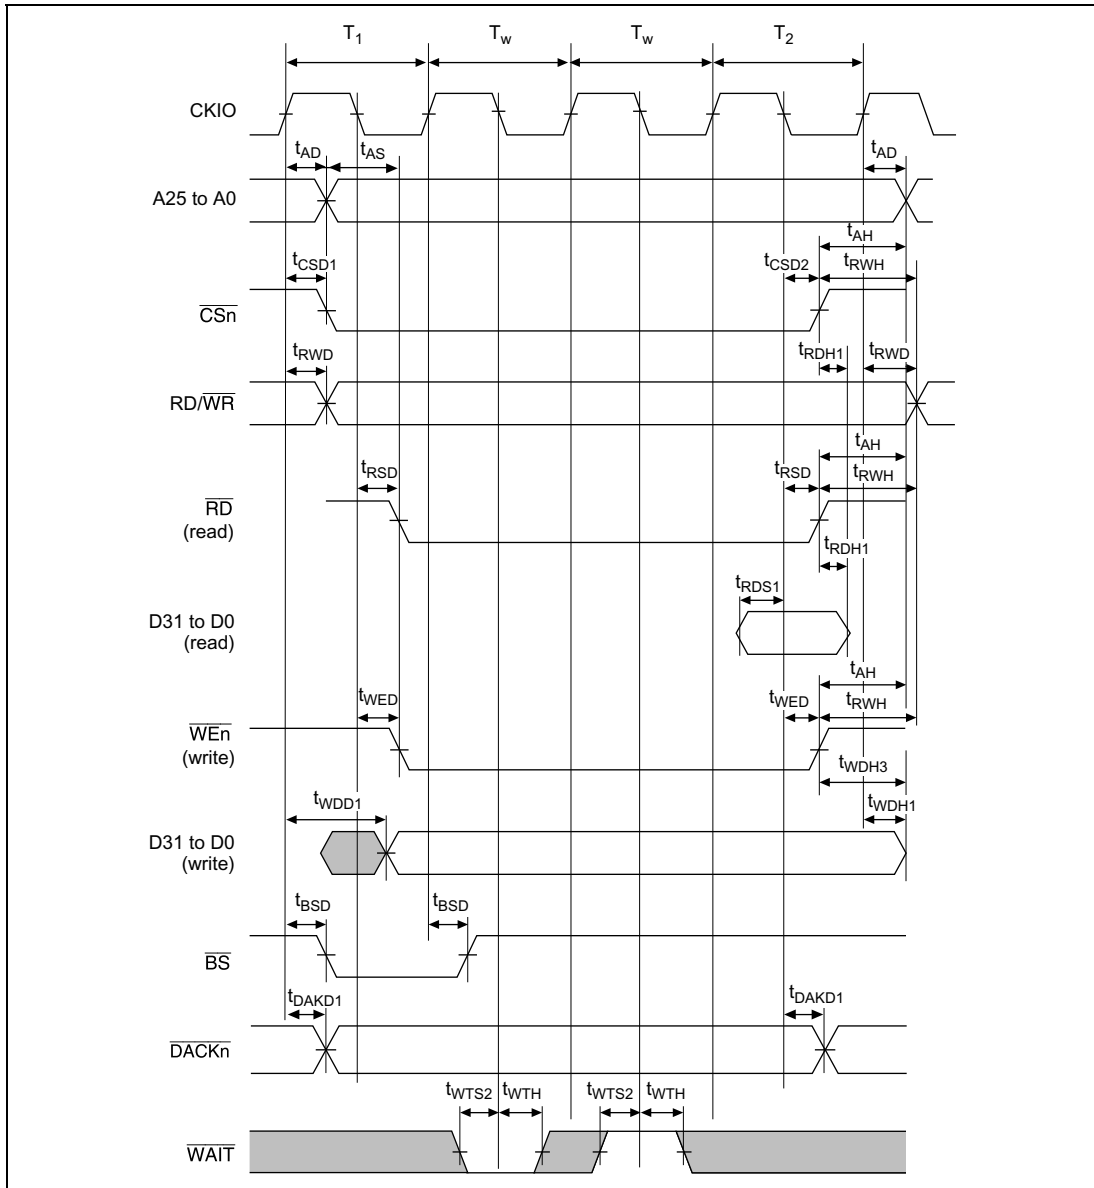 T1 Tw Tw T2
CKIO
tAD tAS tAD
A25 to A0
tAH
tCSD1 tCSD2 tRWH
CSn
tRWD tRDH1 tRWD
RD/WR
tAH
tRSD tRSD tRWH
RD
(read)
tRDH1
tRDS1
D31 to D0
(read)
tAH
tWED tWED tRWH
WEn
(write)
tWDH3
tWDD1 tWDH1
D31 to D0
(write)
tBSD tBSD
BS
tDAKD1 tDAKD1
DACKn
tWTS2 tWTH tWTS2 tWTH
WAIT